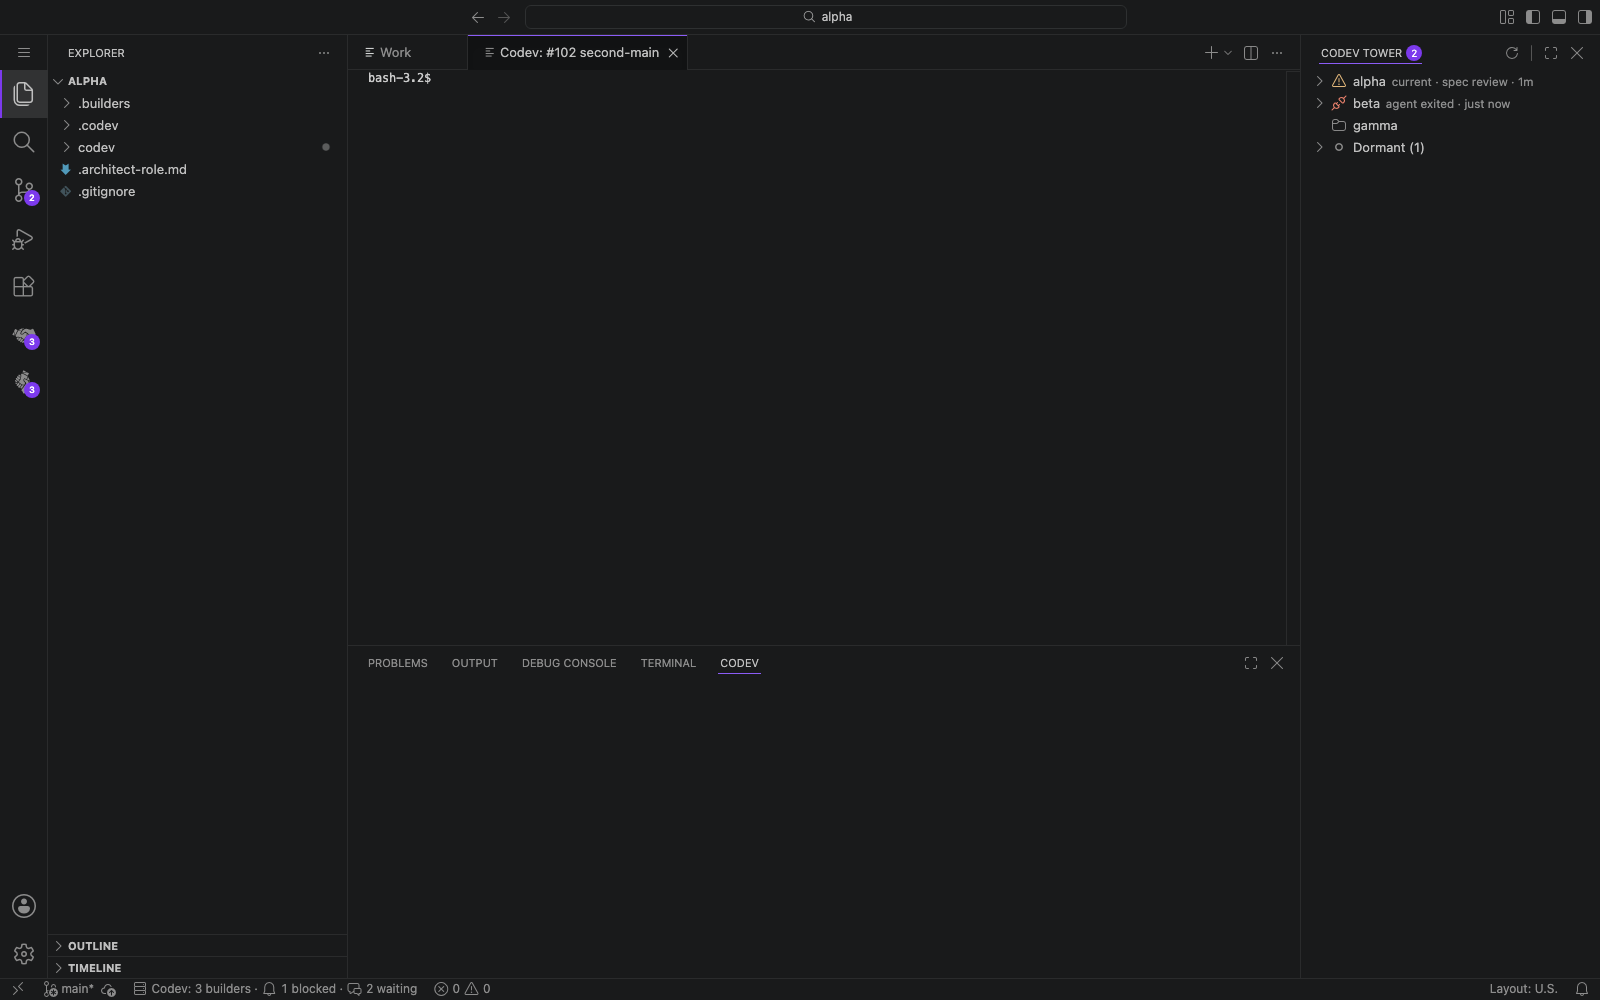 alpha
EXPLORER
ALPHA
.builders
.codev
codev
.architect-role.md
.gitignore
2
3
3
OUTLINE
TIMELINE
Work
Codev: #102 second-main
bash-3.2$
PROBLEMS
OUTPUT
DEBUG CONSOLE
TERMINAL
CODEV
CODEV TOWER 2
alpha current · spec review · 1m
beta agent exited · just now
gamma
Dormant (1)
main*
Codev: 3 builders · 1 blocked · 2 waiting
0 0
Layout: U.S.